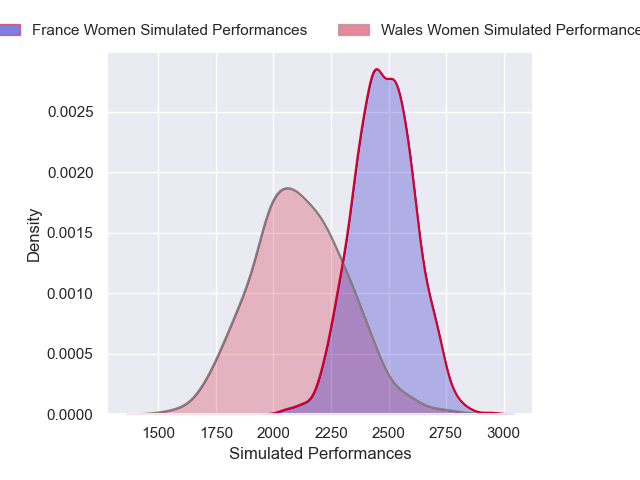 France Women Simulated Performances Wales Women Simulated Performance
0.0025
0.0020
0.0015
0.0010
0.0005
0.0000
Density
1500 1750 2000 2250 2500 2750 3000
Simulated Performances